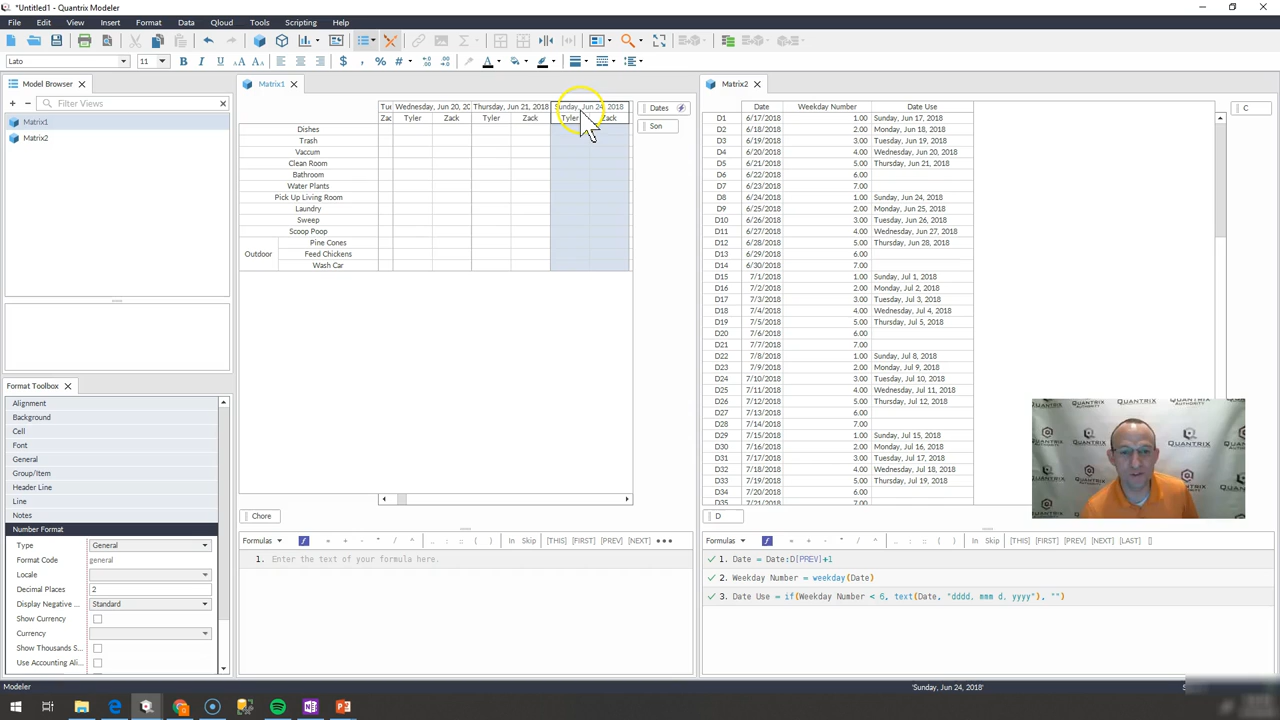 *Untitled1 - Quantrix Modeler
File Edit View Insert Format Data Qloud Tools Scripting Help
Lato 11
Model Browser
Filter Views
Matrix1
Matrix2
Matrix1
Wednesday, Jun 20, 20 Thursday, Jun 21, 2018 Sunday, Jun 24, 2018
Zac Tyler Zack Tyler Zack Tyler Zack
Dishes
Trash
Vaccum
Clean Room
Bathroom
Water Plants
Pick Up Living Room
Laundry
Sweep
Scoop Poop
Outdoor
Pine Cones
Feed Chickens
Wash Car
Dates
Son
Chore
Matrix2
Date Weekday Number Date Use
D1 6/17/2018 1.00 Sunday, Jun 17, 2018
D2 6/18/2018 2.00 Monday, Jun 18, 2018
D3 6/19/2018 3.00 Tuesday, Jun 19, 2018
D4 6/20/2018 4.00 Wednesday, Jun 20, 2018
D5 6/21/2018 5.00 Thursday, Jun 21, 2018
D6 6/22/2018 6.00
D7 6/23/2018 7.00
D8 6/24/2018 1.00 Sunday, Jun 24, 2018
D9 6/25/2018 2.00 Monday, Jun 25, 2018
D10 6/26/2018 3.00 Tuesday, Jun 26, 2018
D11 6/27/2018 4.00 Wednesday, Jun 27, 2018
D12 6/28/2018 5.00 Thursday, Jun 28, 2018
D13 6/29/2018 6.00
D14 6/30/2018 7.00
D15 7/1/2018 1.00 Sunday, Jul 1, 2018
D16 7/2/2018 2.00 Monday, Jul 2, 2018
D17 7/3/2018 3.00 Tuesday, Jul 3, 2018
D18 7/4/2018 4.00 Wednesday, Jul 4, 2018
D19 7/5/2018 5.00 Thursday, Jul 5, 2018
D20 7/6/2018 6.00
D21 7/7/2018 7.00
D22 7/8/2018 1.00 Sunday, Jul 8, 2018
D23 7/9/2018 2.00 Monday, Jul 9, 2018
D24 7/10/2018 3.00 Tuesday, Jul 10, 2018
D25 7/11/2018 4.00 Wednesday, Jul 11, 2018
D26 7/12/2018 5.00 Thursday, Jul 12, 2018
D27 7/13/2018 6.00
D28 7/14/2018 7.00
D29 7/15/2018 1.00 Sunday, Jul 15, 2018
D30 7/16/2018 2.00 Monday, Jul 16, 2018
D31 7/17/2018 3.00 Tuesday, Jul 17, 2018
D32 7/18/2018 4.00 Wednesday, Jul 18, 2018
D33 7/19/2018 5.00 Thursday, Jul 19, 2018
D34 7/20/2018 6.00
D35 7/21/2018 7.00
C
D
QUANTRIX
AUTHORITY
Format Toolbox
Alignment
Background
Cell
Font
General
Group/Item
Header Line
Line
Notes
Number Format
Type General
Format Code general
Locale
Decimal Places 2
Display Negative ... Standard
Show Currency
Currency
Show Thousands S...
Use Accounting Ali...
Formulas = + - * / ^ .. : :: ( ) In Skip [THIS] [FIRST] [PREV] [NEXT]
1. Enter the text of your formula here.
Formulas = + - * / ^ .. : :: ( ) In Skip [THIS] [FIRST] [PREV] [NEXT] [LAST] []
1. Date = Date:D[PREV]+1
2. Weekday Number = weekday(Date)
3. Date Use = if(Weekday Number < 6, text(Date, "dddd, mmm d, yyyy"), "")
Modeler
'Sunday, Jun 24, 2018'